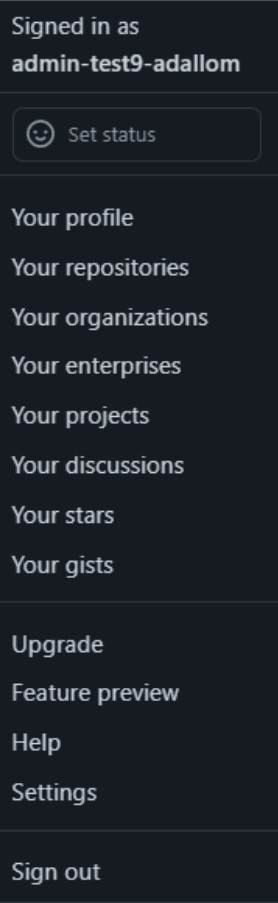 Signed in as
admin-test9-adallom
Set status
Your profile
Your repositories
Your organizations
Your enterprises
Your projects
Your discussions
Your stars
Your gists
Upgrade
Feature preview
Help
Settings
Sign out